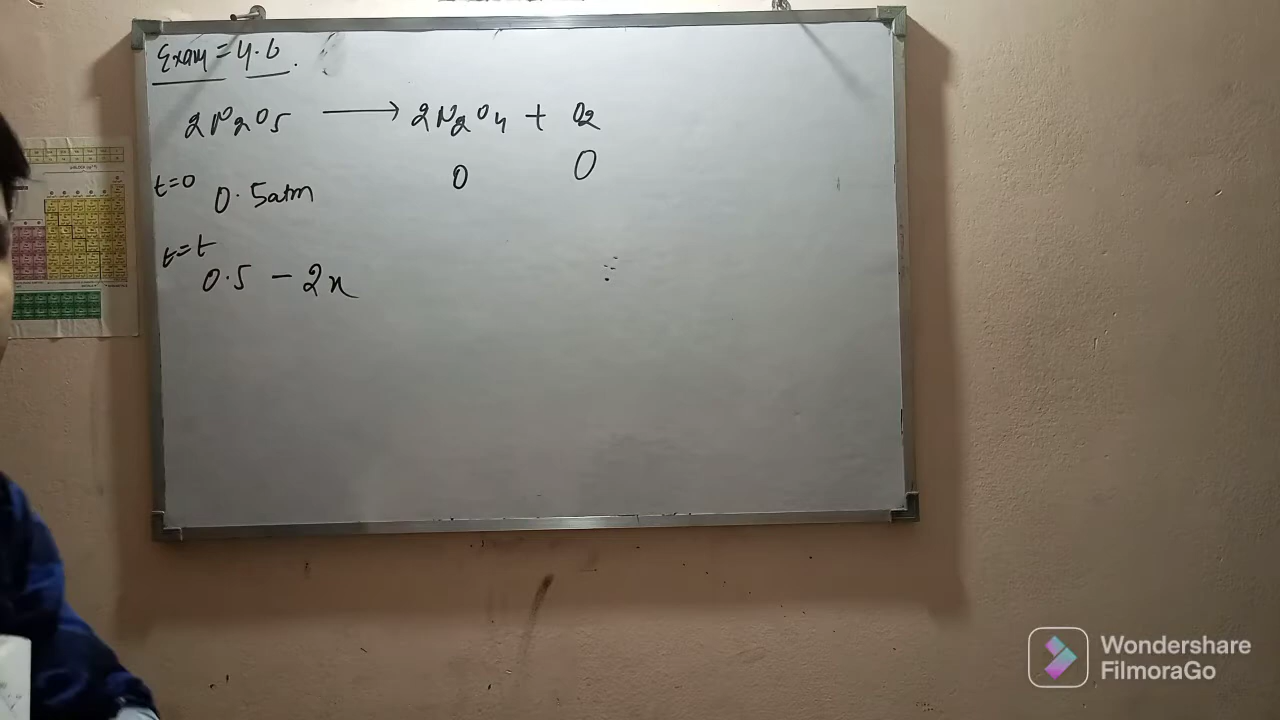 Exam = 4.6.
2N2O5 ⟶ 2N2O4 + O2
t=0 0.5atm 0 0
t=t
0.5 - 2x
Wondershare
FilmoraGo